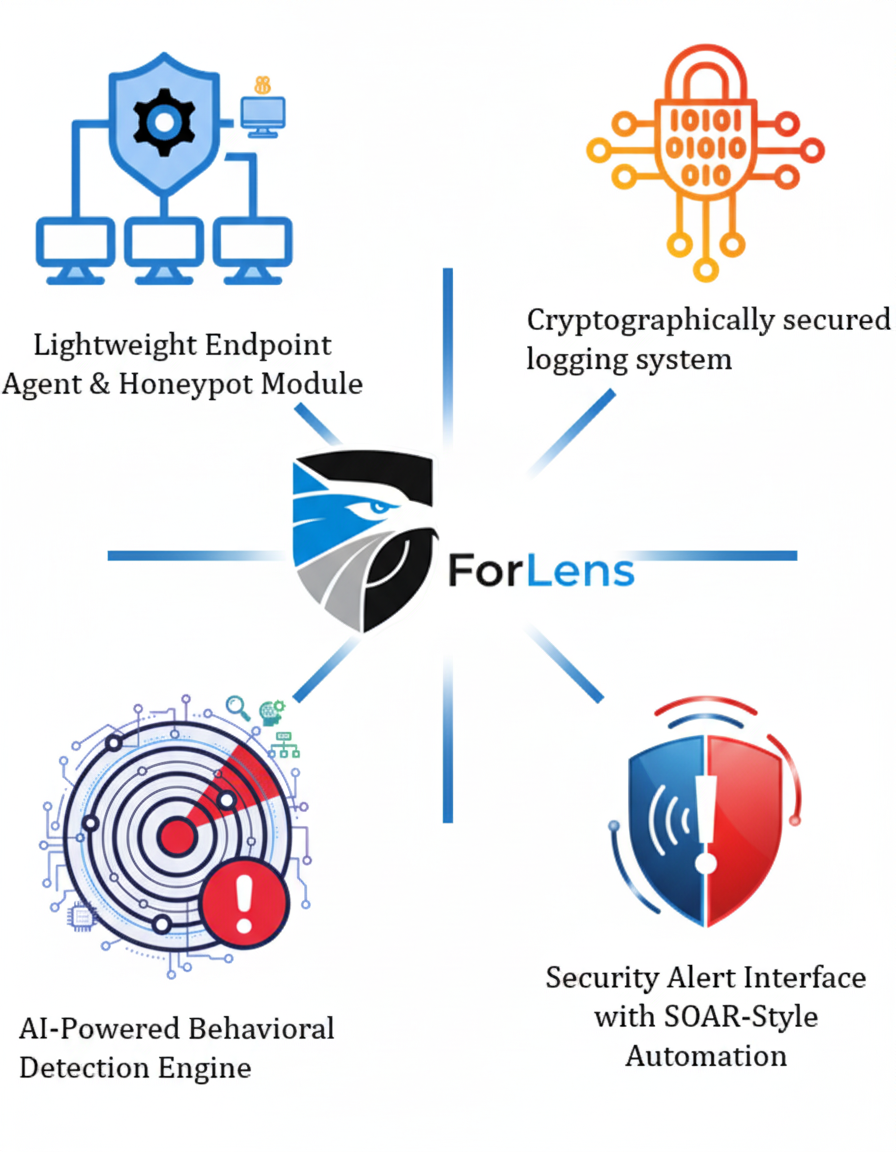 10101
01010
010
Lightweight Endpoint
Agent & Honeypot Module
Cryptographically secured
logging system
ForLens
AI-Powered Behavioral
Detection Engine
Security Alert Interface
with SOAR-Style
Automation